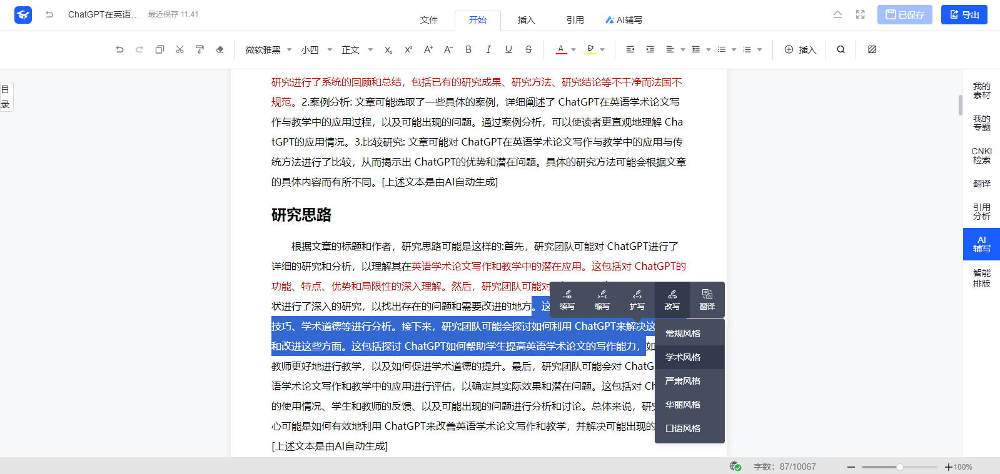 ChatGPT在英语... 最近保存 11:41
文件 开始 插入 引用 AI辅写
已保存 导出
微软雅黑 小四 正文 X₂ X² A⁺ A⁻ B I U S A 插入
目录
研究进行了系统的回顾和总结，包括已有的研究成果、研究方法、研究结论等不干净而法国不
规范。2.案例分析: 文章可能选取了一些具体的案例，详细阐述了 ChatGPT在英语学术论文写
作与教学中的应用过程，以及可能出现的问题。通过案例分析，可以使读者更直观地理解 Cha
tGPT的应用情况。3.比较研究: 文章可能对 ChatGPT在英语学术论文写作与教学中的应用与传
统方法进行了比较，从而揭示出 ChatGPT的优势和潜在问题。具体的研究方法可能会根据文章
的具体内容而有所不同。[上述文本是由AI自动生成]
研究思路
根据文章的标题和作者，研究思路可能是这样的:首先，研究团队可能对 ChatGPT进行了
详细的研究和分析，以理解其在英语学术论文写作和教学中的潜在应用。这包括对 ChatGPT的
功能、特点、优势和局限性的深入理解。然后，研究团队可能对
状进行了深入的研究，以找出存在的问题和需要改进的地方。这
技巧、学术道德等进行分析。接下来，研究团队可能会探讨如何利用 ChatGPT来解决这
和改进这些方面。这包括探讨 ChatGPT如何帮助学生提高英语学术论文的写作能力，如
教师更好地进行教学，以及如何促进学术道德的提升。最后，研究团队可能会对 ChatG
语学术论文写作和教学中的应用进行评估，以确定其实际效果和潜在问题。这包括对 Ch
的使用情况、学生和教师的反馈、以及可能出现的问题进行分析和讨论。总体来说，研
心可能是如何有效地利用 ChatGPT来改善英语学术论文写作和教学，并解决可能出现的
[上述文本是由AI自动生成]
续写 缩写 扩写 改写 翻译
常规风格
学术风格
严肃风格
华丽风格
口语风格
我的
素材
我的
专题
CNKI
检索
翻译
引用
分析
AI
辅写
智能
排版
字数：87/10067
100%